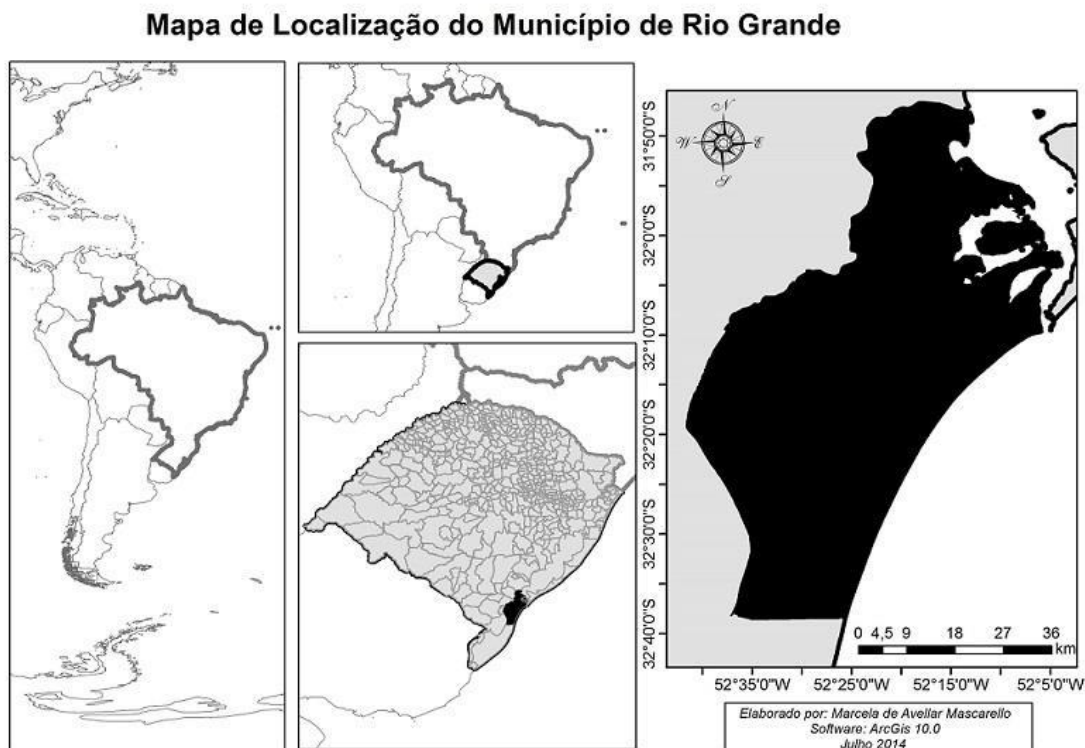 Mapa de Localização do Município de Rio Grande
N
W E
S
31°50'0"S
32°0'0"S
32°10'0"S
32°20'0"S
32°30'0"S
32°40'0"S
0 4,5 9 18 27 36
km
52°35'0"W 52°25'0"W 52°15'0"W 52°5'0"W
Elaborado por: Marcela de Avellar Mascarello
Software: ArcGis 10.0
Julho 2014